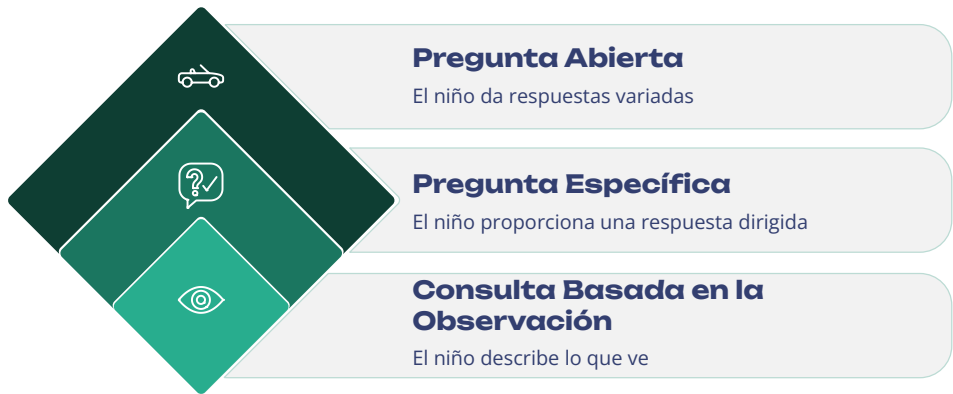 Pregunta Abierta
El niño da respuestas variadas
Pregunta Específica
El niño proporciona una respuesta dirigida
Consulta Basada en la
Observación
El niño describe lo que ve